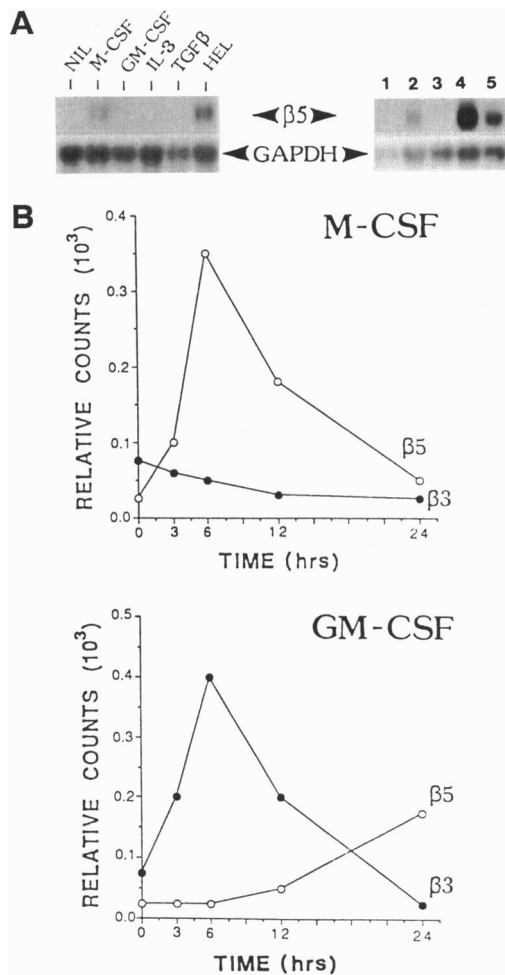 A
NIL
M-CSF
GM-CSF
IL-3
TGFβ
HEL
1 2 3 4 5
β5
GAPDH
B
M-CSF
RELATIVE COUNTS (10³)
0.4
0.3
0.2
0.1
0.0
β5
β3
0 3 6 12 24
TIME (hrs)
GM-CSF
RELATIVE COUNTS (10³)
0.5
0.4
0.3
0.2
0.1
0.0
β5
β3
0 3 6 12 24
TIME (hrs)